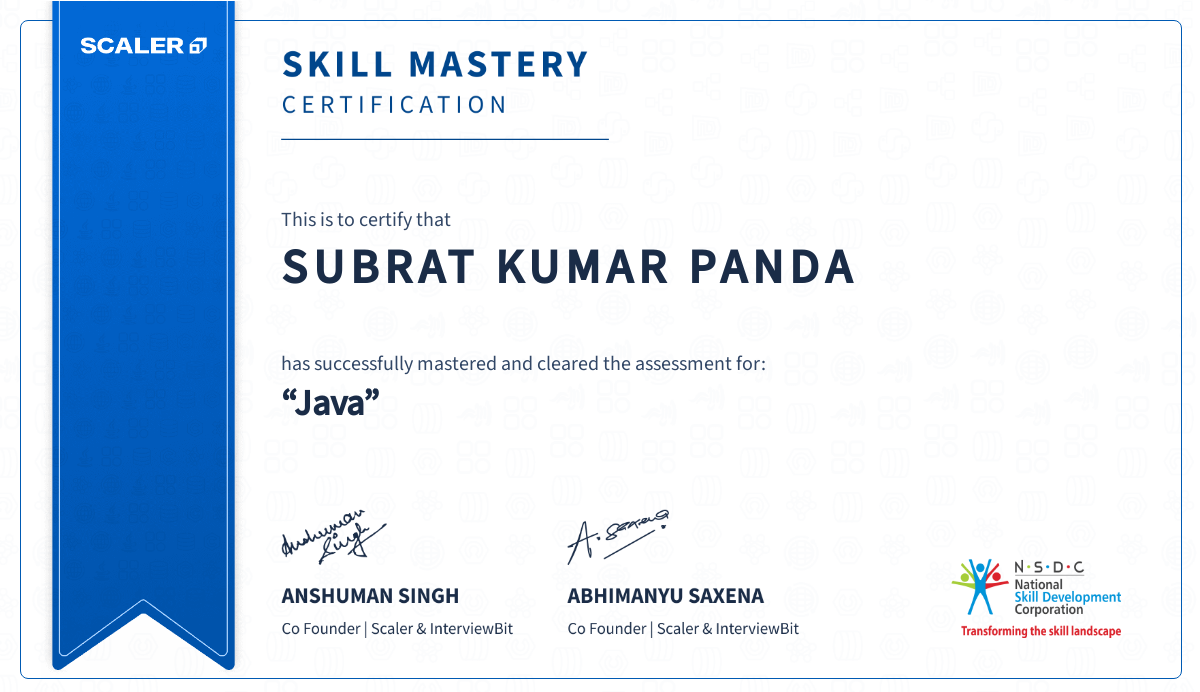 SCALER
SKILL MASTERY
CERTIFICATION
This is to certify that
SUBRAT KUMAR PANDA
has successfully mastered and cleared the assessment for:
“Java”
Anshuman
Singh
A. Saxena
ANSHUMAN SINGH
Co Founder | Scaler & InterviewBit
ABHIMANYU SAXENA
Co Founder | Scaler & InterviewBit
N·S·D·C
National
Skill Development
Corporation
Transforming the skill landscape